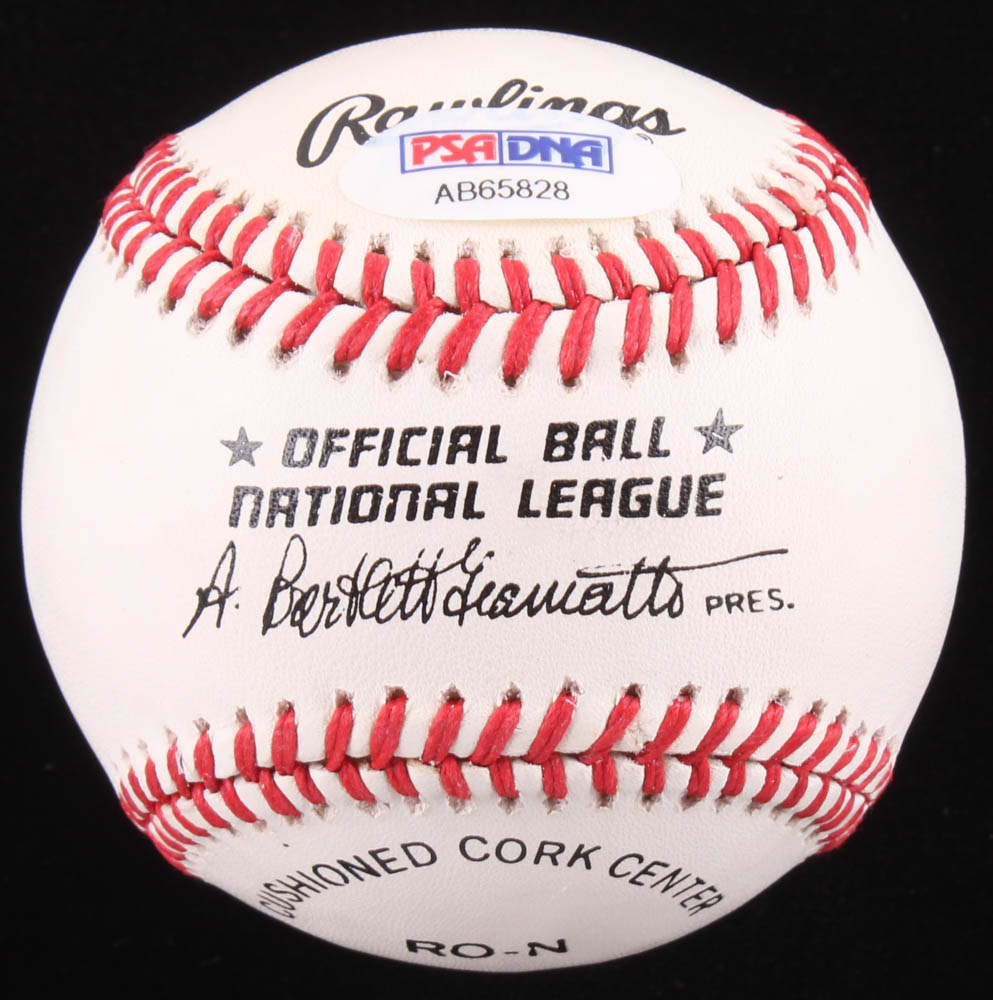 Rawlings
PSA DNA
AB65828
OFFICIAL BALL
NATIONAL LEAGUE
A. Bartlett Giamatti PRES.
CUSHIONED CORK CENTER
RO-N